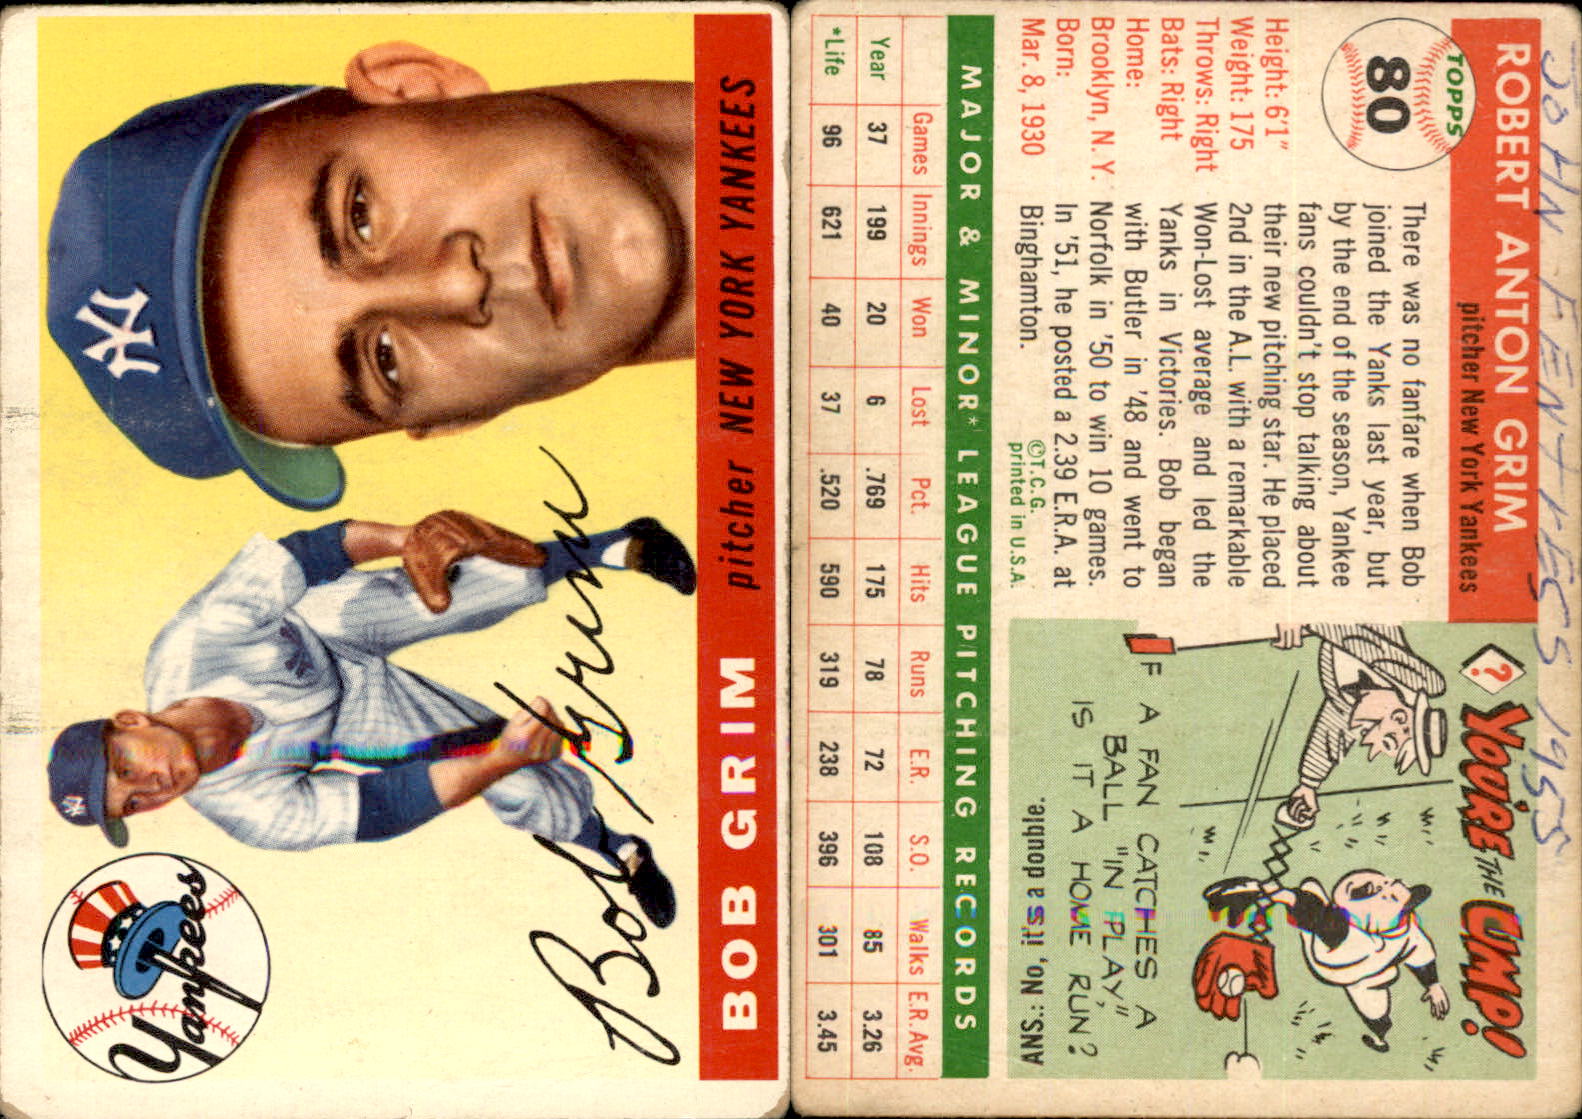 BOB GRIM
pitcher NEW YORK YANKEES
Bob Grim
Yankees
NY
JOHN FENTKES 1955
ROBERT ANTON GRIM
pitcher New York Yankees
TOPPS
80
Height: 6'1"
Weight: 175
Throws: Right
Bats: Right
Home:
Brooklyn, N. Y.
Born:
Mar. 8, 1930
There was no fanfare when Bob
joined the Yanks last year, but
by the end of the season, Yankee
fans couldn't stop talking about
their new pitching star. He placed
2nd in the A.L. with a remarkable
Won-Lost average and led the
Yanks in Victories. Bob began
with Butler in '48 and went to
Norfolk in '50 to win 10 games.
In '51, he posted a 2.39 E.R.A. at
Binghamton.
©T.C.G.
printed in U.S.A.
? YOU'RE THE UMP!
IF A FAN CATCHES A
BALL "IN PLAY",
IS IT A HOME RUN?
ANS.: No, it's a double.
MAJOR & MINOR* LEAGUE PITCHING RECORDS
Games Innings Won Lost Pct. Hits Runs E.R. S.O. Walks E.R.Avg.
Year 37 199 20 6 .769 175 78 72 108 85 3.26
*Life 96 621 40 37 .520 590 319 238 396 301 3.45